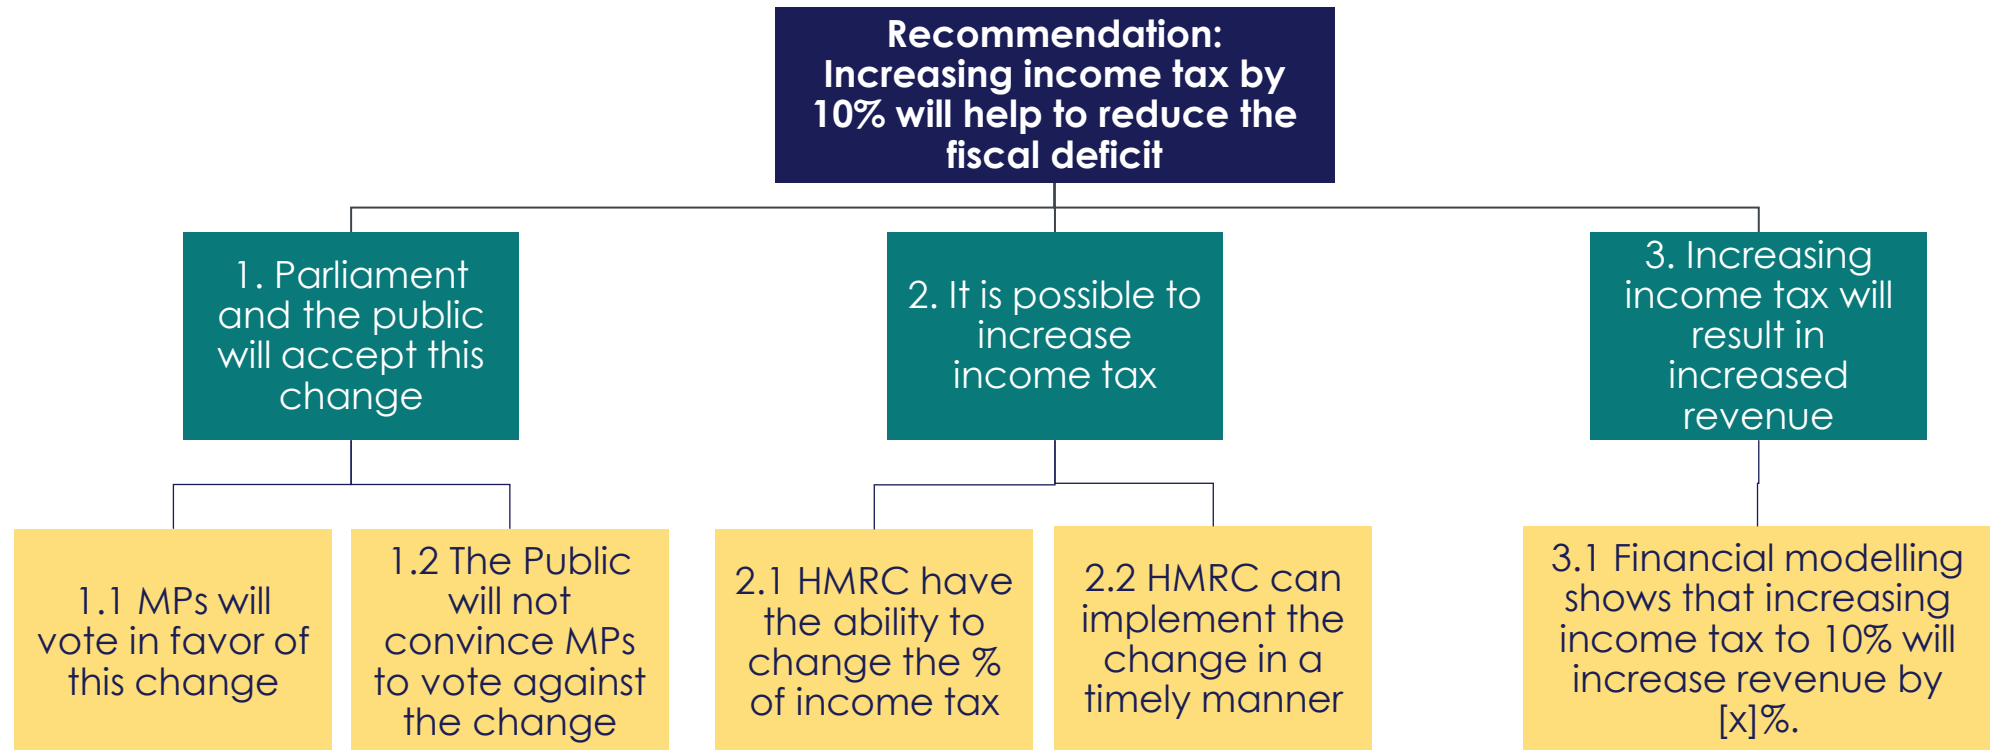 Recommendation:
Increasing income tax by
10% will help to reduce the
fiscal deficit
1. Parliament
and the public
will accept this
change
2. It is possible to
increase
income tax
3. Increasing
income tax will
result in
increased
revenue
1.1 MPs will
vote in favor of
this change
1.2 The Public
will not
convince MPs
to vote against
the change
2.1 HMRC have
the ability to
change the %
of income tax
2.2 HMRC can
implement the
change in a
timely manner
3.1 Financial modelling
shows that increasing
income tax to 10% will
increase revenue by
[x]%.